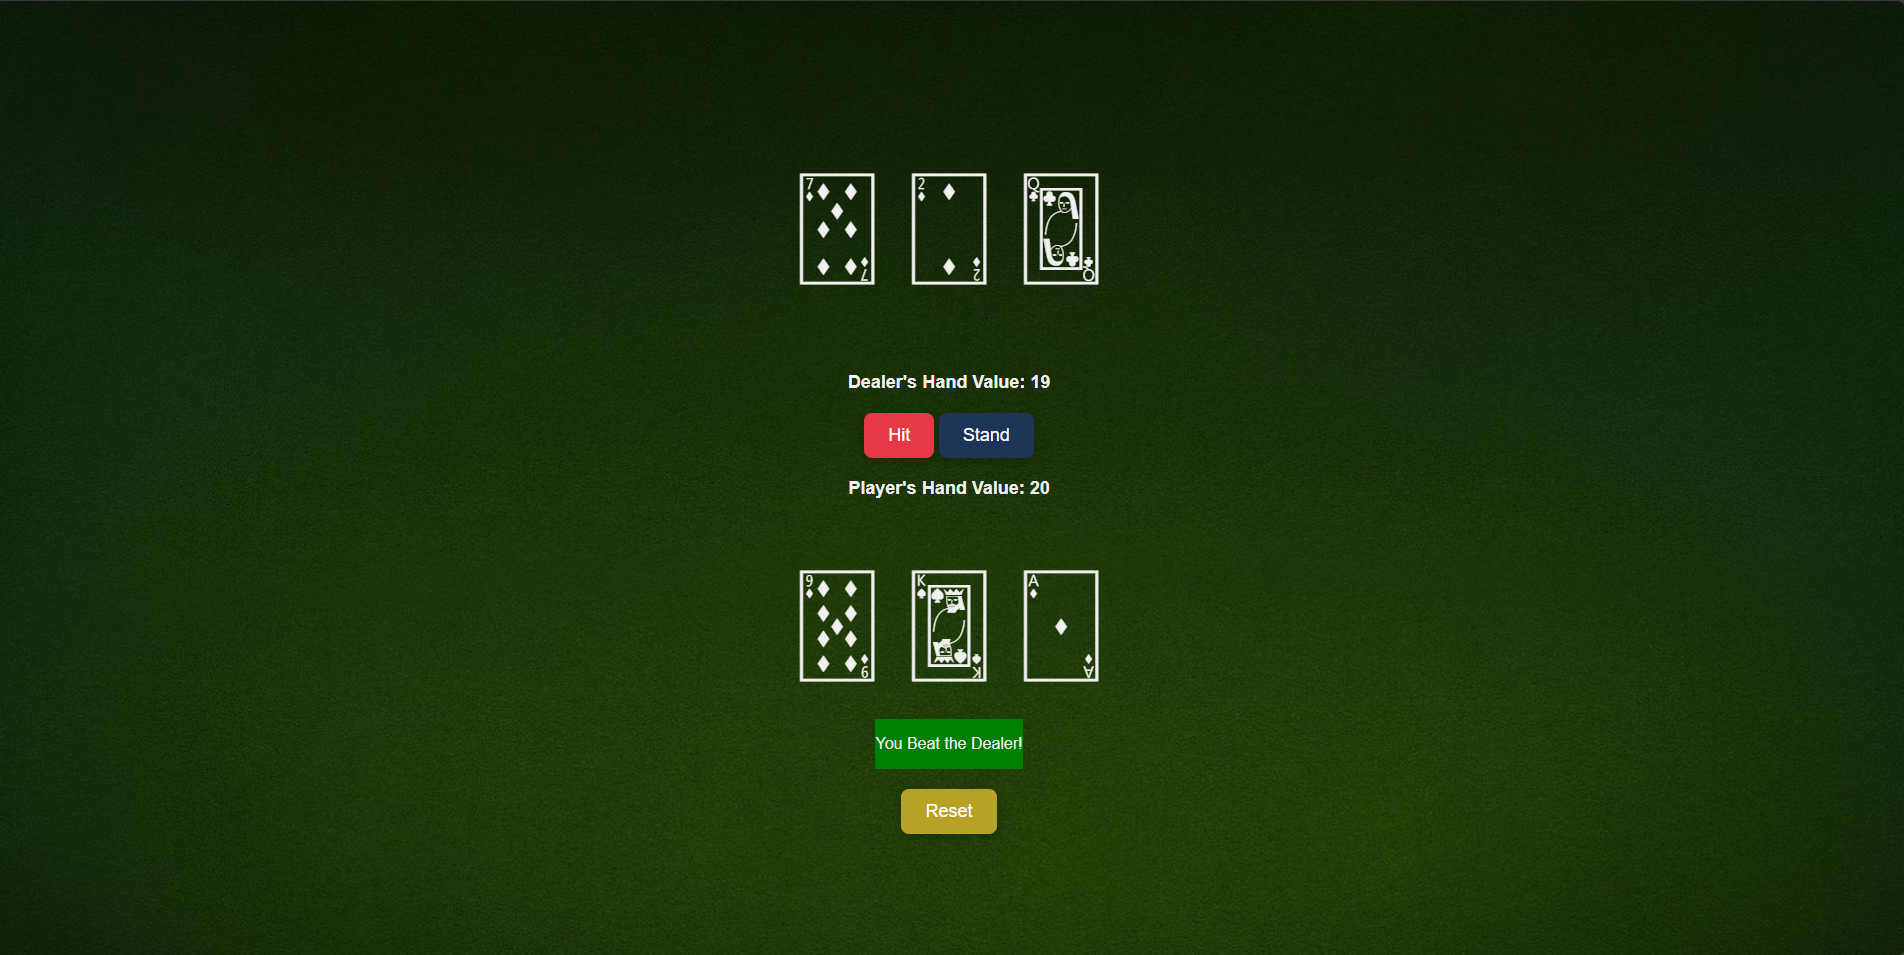 7 2 Q
7 2 Q
Dealer's Hand Value: 19
Hit Stand
Player's Hand Value: 20
9 K A
9 K A
You Beat the Dealer!
Reset